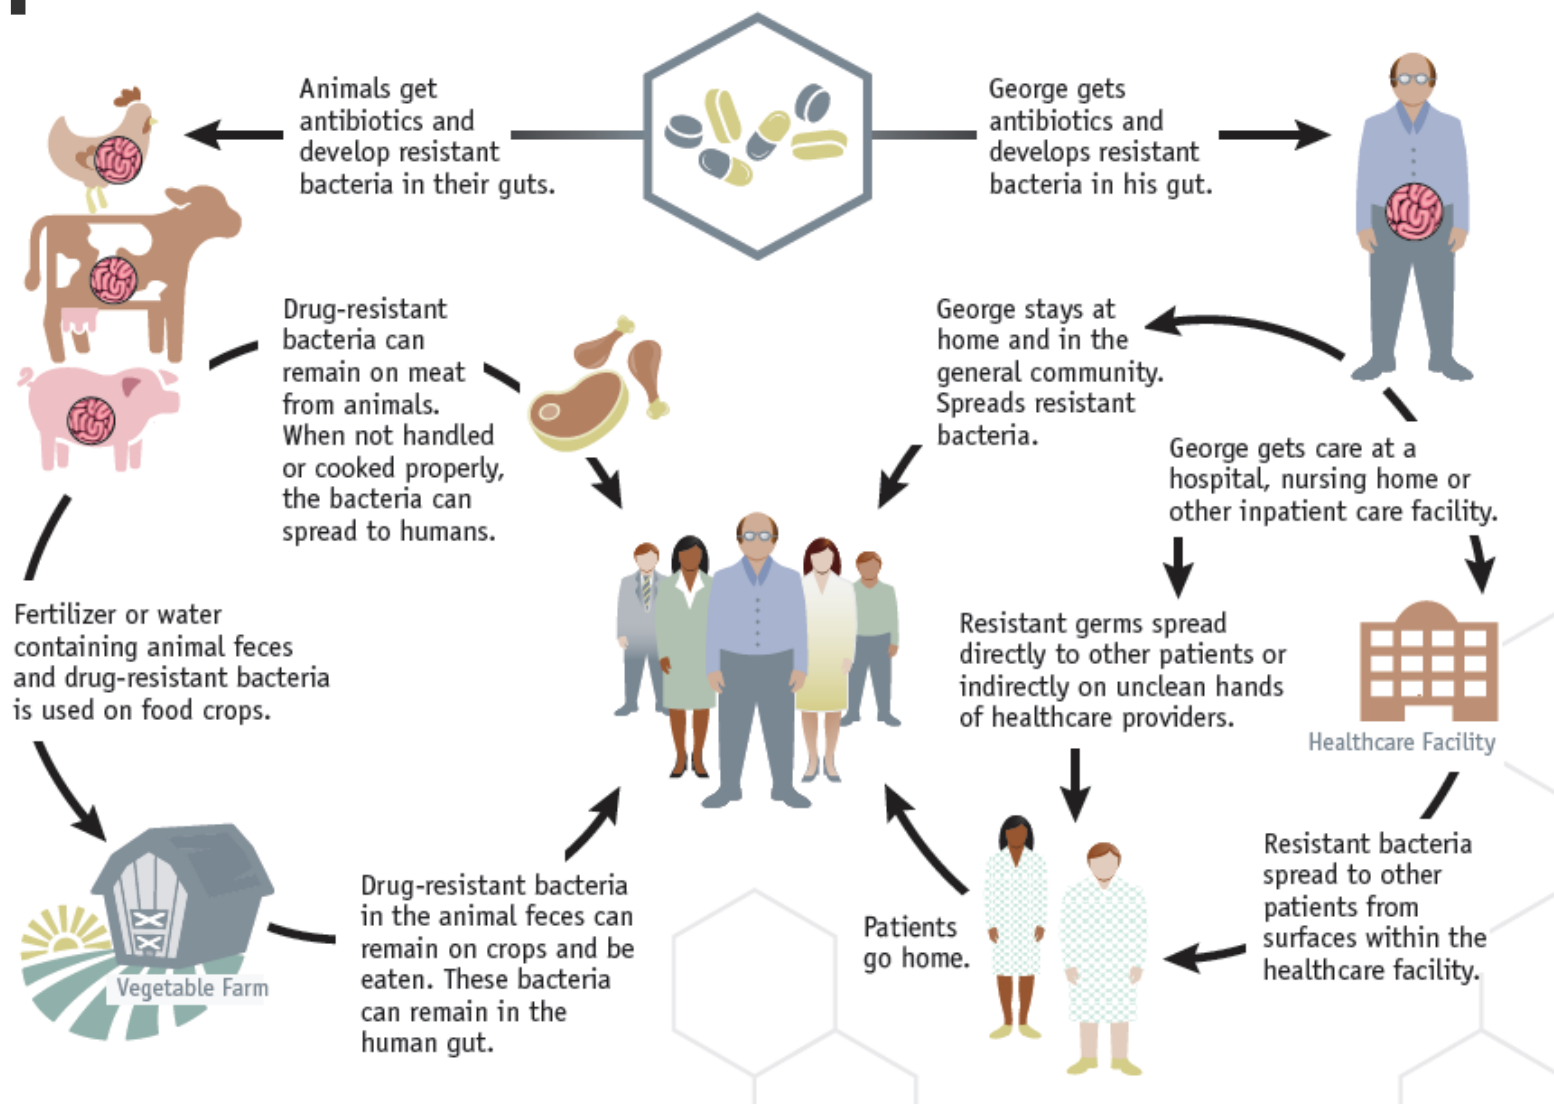 Animals get
antibiotics and
develop resistant
bacteria in their guts.
George gets
antibiotics and
develops resistant
bacteria in his gut.
Drug-resistant
bacteria can
remain on meat
from animals.
When not handled
or cooked properly,
the bacteria can
spread to humans.
George stays at
home and in the
general community.
Spreads resistant
bacteria.
George gets care at a
hospital, nursing home or
other inpatient care facility.
Fertilizer or water
containing animal feces
and drug-resistant bacteria
is used on food crops.
Resistant germs spread
directly to other patients or
indirectly on unclean hands
of healthcare providers.
Healthcare Facility
Vegetable Farm
Drug-resistant bacteria
in the animal feces can
remain on crops and be
eaten. These bacteria
can remain in the
human gut.
Patients
go home.
Resistant bacteria
spread to other
patients from
surfaces within the
healthcare facility.